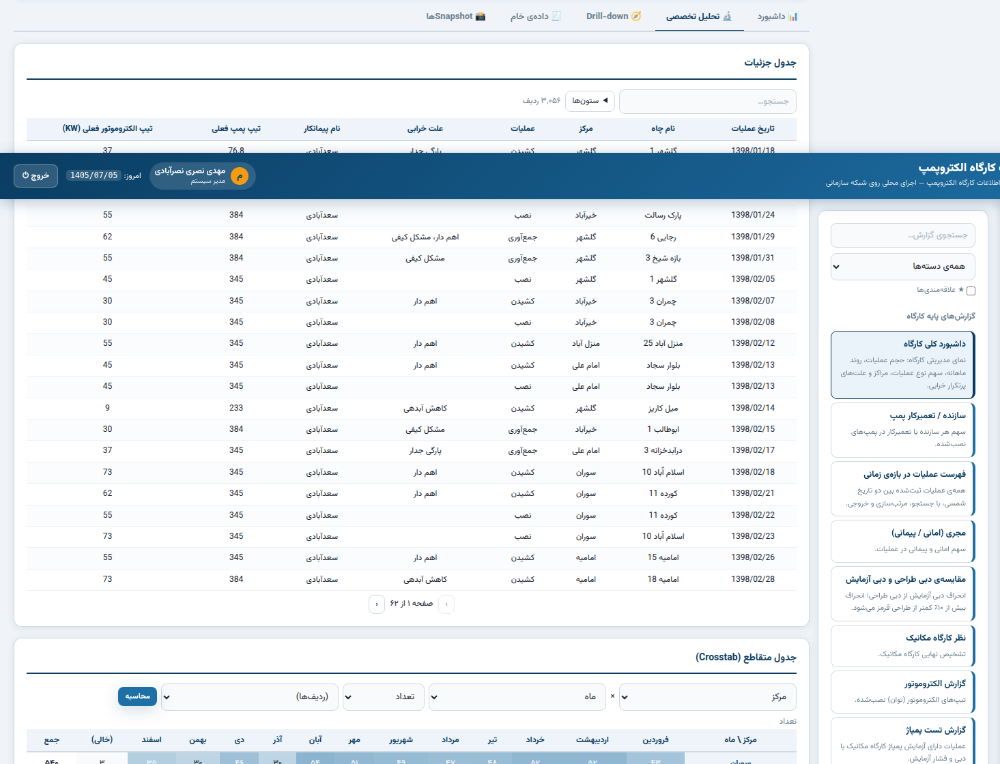 📊 داشبورد
🔬 تحلیل تخصصی
🧭 Drill-down
🧾 داده‌ی خام
📸 Snapshotها
جدول جزئیات
جستجو...
◀ ستون‌ها
۳,۰۵۶ ردیف
تاریخ عملیات نام چاه مرکز عملیات علت خرابی نام پیمانکار تیپ پمپ فعلی تیپ الکتروموتور فعلی (KW)
1398/01/18 گلشهر 1 گلشهر کشیدن پارگی جدار سعدآبادی 76.8 37
کارگاه الکتروپمپ
اطلاعات کارگاه الکتروپمپ — اجرای محلی روی شبکه سازمانی
م
مهدی نصری نصرآبادی
مدیر سیستم
امروز: 1405/07/05
خروج ⏻
1398/01/24 پارک رسالت خیرآباد نصب سعدآبادی 384 55
1398/01/29 رجایی 6 گلشهر جمع‌آوری اهم دار، مشکل کیفی سعدآبادی 384 62
1398/01/31 بازه شیخ 3 گلشهر جمع‌آوری مشکل کیفی سعدآبادی 384 55
1398/02/05 گلشهر 1 گلشهر نصب سعدآبادی 345 45
1398/02/07 چمران 3 خیرآباد کشیدن اهم دار سعدآبادی 345 30
1398/02/08 چمران 3 خیرآباد نصب سعدآبادی 345 30
1398/02/12 منزل آباد 25 منزل آباد کشیدن اهم دار سعدآبادی 345 55
1398/02/13 بلوار سجاد امام علی کشیدن اهم دار سعدآبادی 345 45
1398/02/13 بلوار سجاد امام علی نصب سعدآبادی 345 45
1398/02/14 میل کاریز گلشهر کشیدن کاهش آبدهی سعدآبادی 233 9
1398/02/15 ابوطالب 1 خیرآباد جمع‌آوری مشکل کیفی سعدآبادی 384 30
1398/02/17 درآبدخزانه 3 امام علی جمع‌آوری پارگی جدار سعدآبادی 345 37
1398/02/18 اسلام آباد 10 سوران کشیدن اهم دار سعدآبادی 345 73
1398/02/21 کورده 11 سوران کشیدن اهم دار سعدآبادی 345 62
1398/02/22 کورده 11 سوران نصب سعدآبادی 345 55
1398/02/23 اسلام آباد 10 سوران نصب سعدآبادی 345 73
1398/02/26 امامیه 15 امامیه کشیدن اهم دار سعدآبادی 345 55
1398/02/28 امامیه 18 امامیه کشیدن کاهش آبدهی سعدآبادی 384 73
› صفحه ۱ از ۶۲ ‹
جدول متقاطع (Crosstab)
مرکز × ماه تعداد (ردیف‌ها) محاسبه
تعداد
مرکز \ ماه فروردین اردیبهشت خرداد تیر مرداد شهریور مهر آبان آذر دی بهمن اسفند (خالی) جمع
سوران ۴۳ ۵۲ ۵۲ ۴۸ ۴۷ ۴۹ ۵۱ ۵۴ ۳۰ ۴۶ ۳۰ ۳۵ ۳ ۵۴۰
جستجوی گزارش...
همه‌ی دسته‌ها
★ علاقه‌مندی‌ها
گزارش‌های پایه کارگاه
داشبورد کلی کارگاه
نمای مدیریتی کارگاه: حجم عملیات، روند
ماهانه، سهم نوع عملیات، مراکز و علت‌های
پرتکرار خرابی.
سازنده / تعمیرکار پمپ
سهم هر سازنده یا تعمیرکار در پمپ‌های
نصب‌شده.
فهرست عملیات در بازه‌ی زمانی
همه‌ی عملیات ثبت‌شده بین دو تاریخ
شمسی، با جستجو، مرتب‌سازی و خروجی.
مجری (امانی / پیمانی)
سهم امانی و پیمانی در عملیات.
مقایسه‌ی دبی طراحی و دبی آزمایش
انحراف دبی آزمایش از دبی طراحی؛ انحراف
بیش از ۱۰٪ کمتر از طراحی قرمز می‌شود.
نظر کارگاه مکانیک
تشخیص نهایی کارگاه مکانیک.
گزارش الکتروموتور
تیپ‌های الکتروموتور (توان) نصب‌شده.
گزارش تست پمپاژ
عملیات دارای آزمایش پمپاژ کارگاه مکانیک با
دبی و فشار آزمایش.